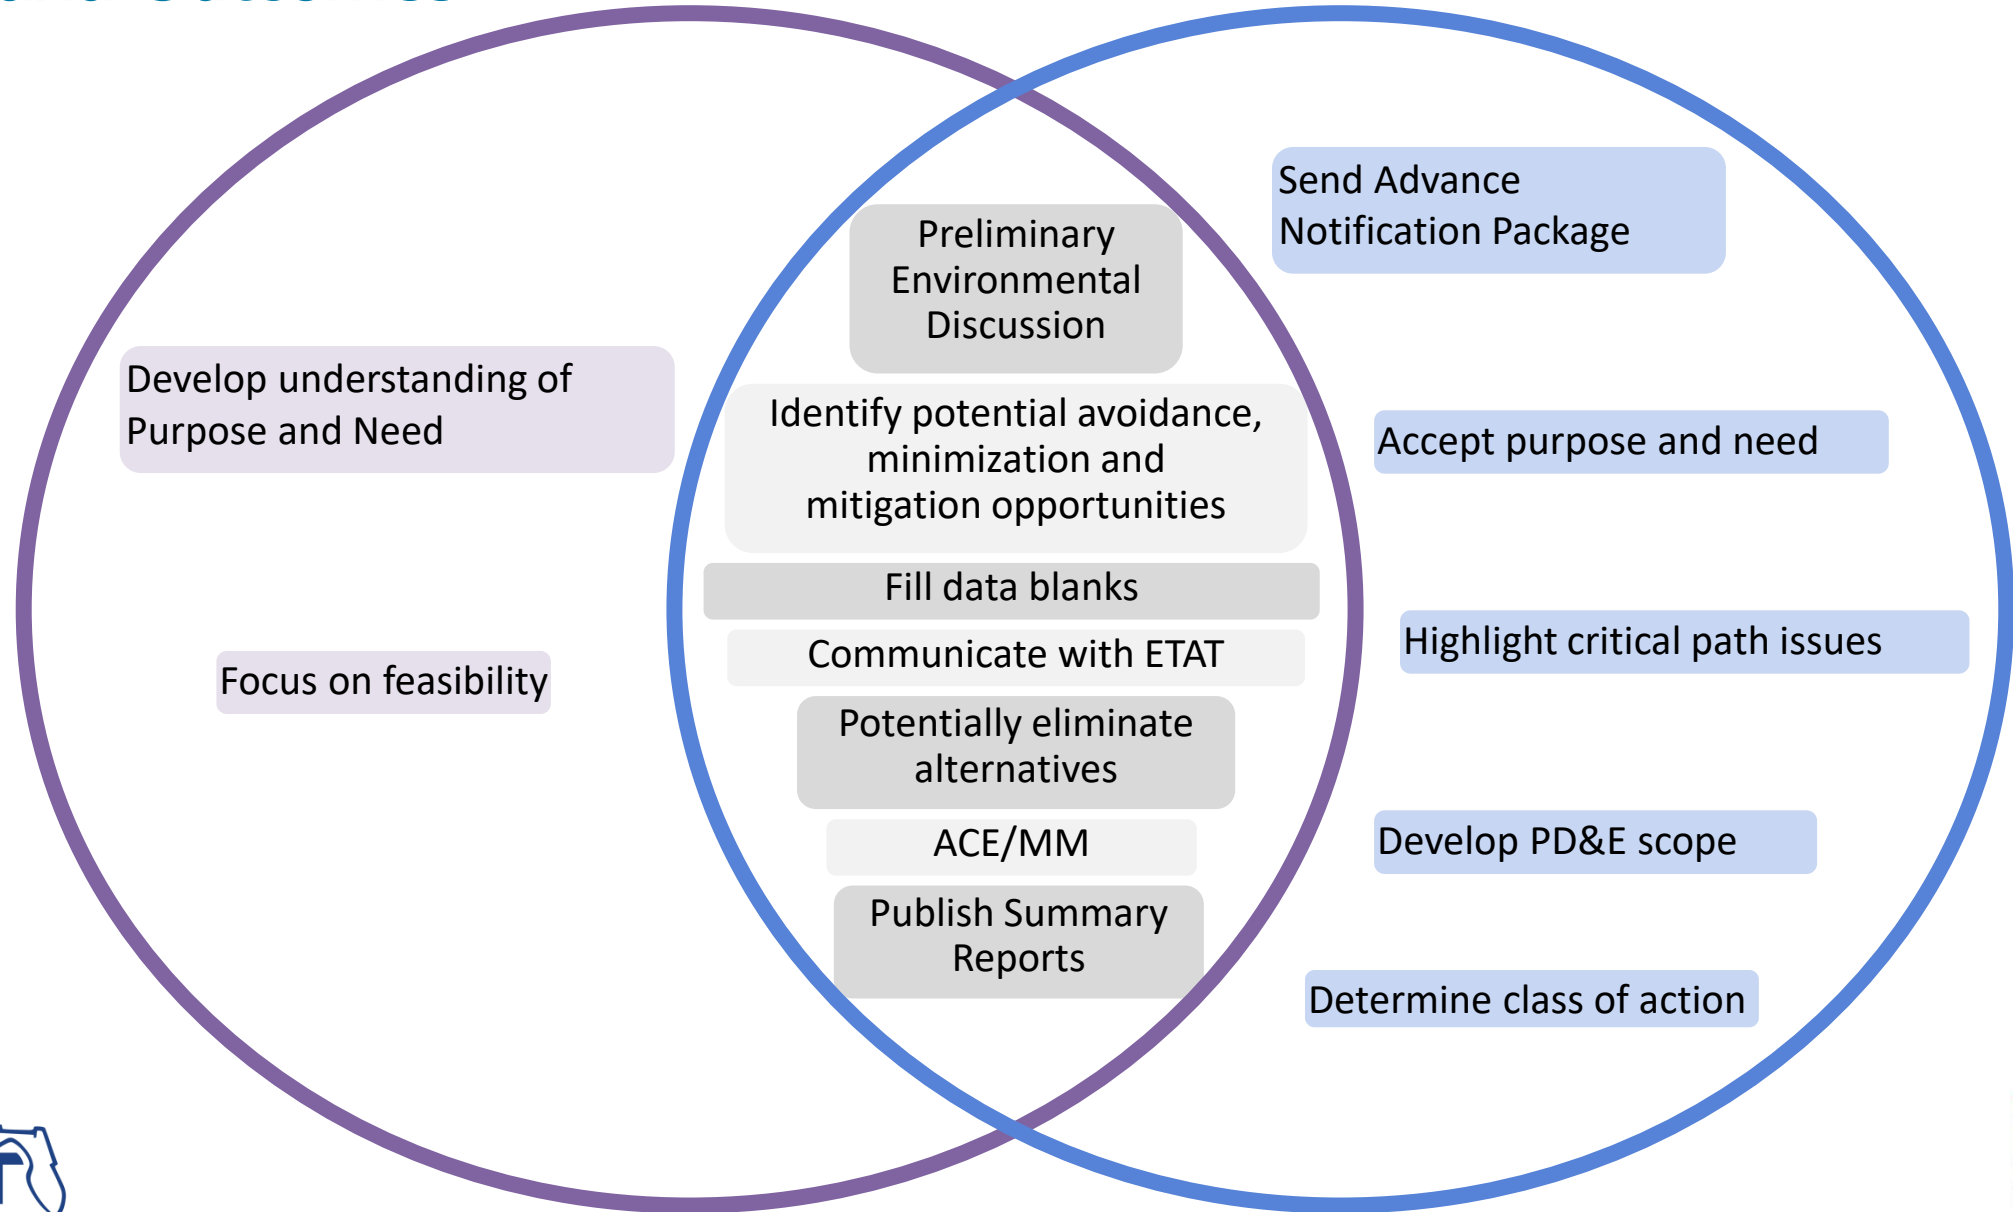 Develop understanding of
Purpose and Need
Focus on feasibility
Preliminary
Environmental
Discussion
Identify potential avoidance,
minimization and
mitigation opportunities
Fill data blanks
Communicate with ETAT
Potentially eliminate
alternatives
ACE/MM
Publish Summary
Reports
Send Advance
Notification Package
Accept purpose and need
Highlight critical path issues
Develop PD&E scope
Determine class of action